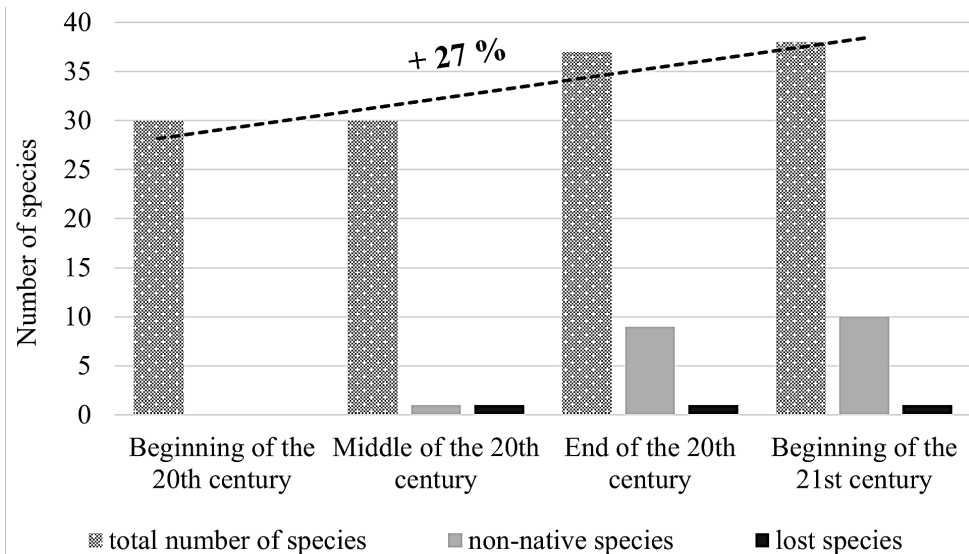 Number of species
40
35
30
25
20
15
10
5
0
+ 27 %
Beginning of the
20th century
Middle of the 20th
century
End of the 20th
century
Beginning of the
21st century
total number of species
non-native species
lost species